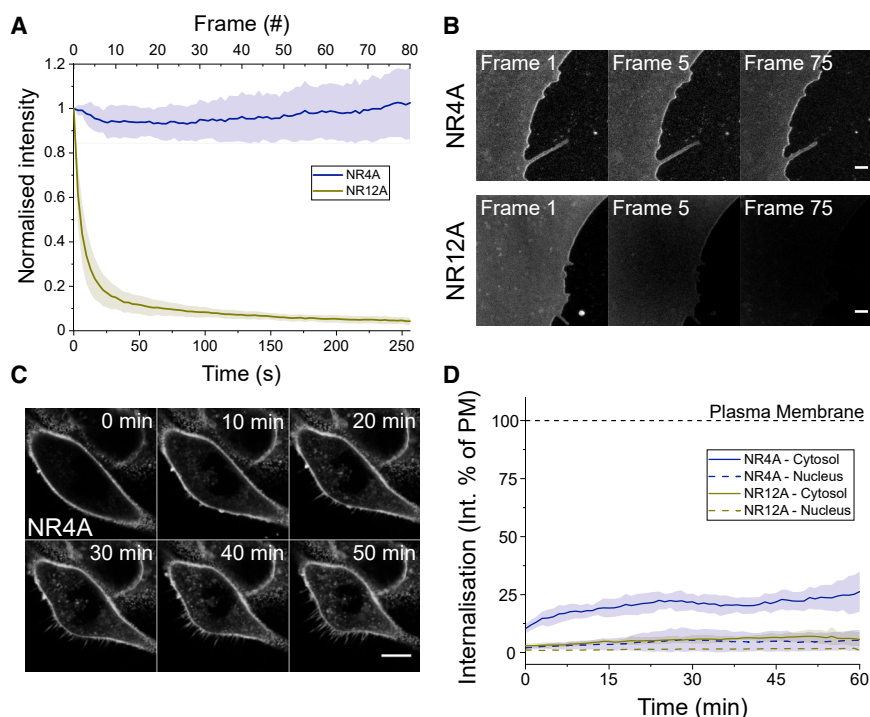 A
Frame (#)
0 10 20 30 40 50 60 70 80
Normalised intensity
1.2
1
0.8
0.6
0.4
0.2
0
NR4A
NR12A
0 50 100 150 200 250
Time (s)
B
NR4A
Frame 1 Frame 5 Frame 75
NR12A
Frame 1 Frame 5 Frame 75
C
0 min 10 min 20 min
NR4A
30 min 40 min 50 min
D
Internalisation (Int. % of PM)
Plasma Membrane
100
75
50
25
0
NR4A - Cytosol
NR4A - Nucleus
NR12A - Cytosol
NR12A - Nucleus
0 15 30 45 60
Time (min)